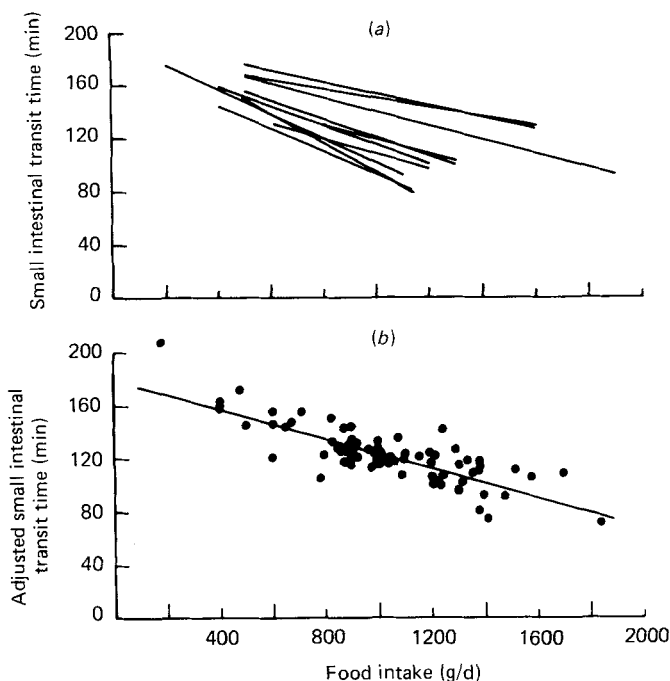 (a)
Small intestinal transit time (min)
200
160
120
80
40
0
(b)
Adjusted small intestinal
transit time (min)
200
160
120
80
40
0
400
800
1200
1600
2000
Food intake (g/d)